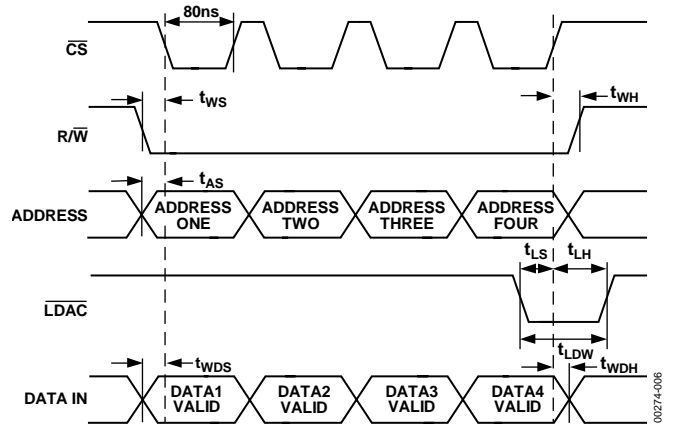 80ns
CS
tWS
tWH
R/W
tAS
ADDRESS
ADDRESS ONE
ADDRESS TWO
ADDRESS THREE
ADDRESS FOUR
tLS
tLH
LDAC
tLDW
tWDS
tWDH
DATA IN
DATA1 VALID
DATA2 VALID
DATA3 VALID
DATA4 VALID
00274-006